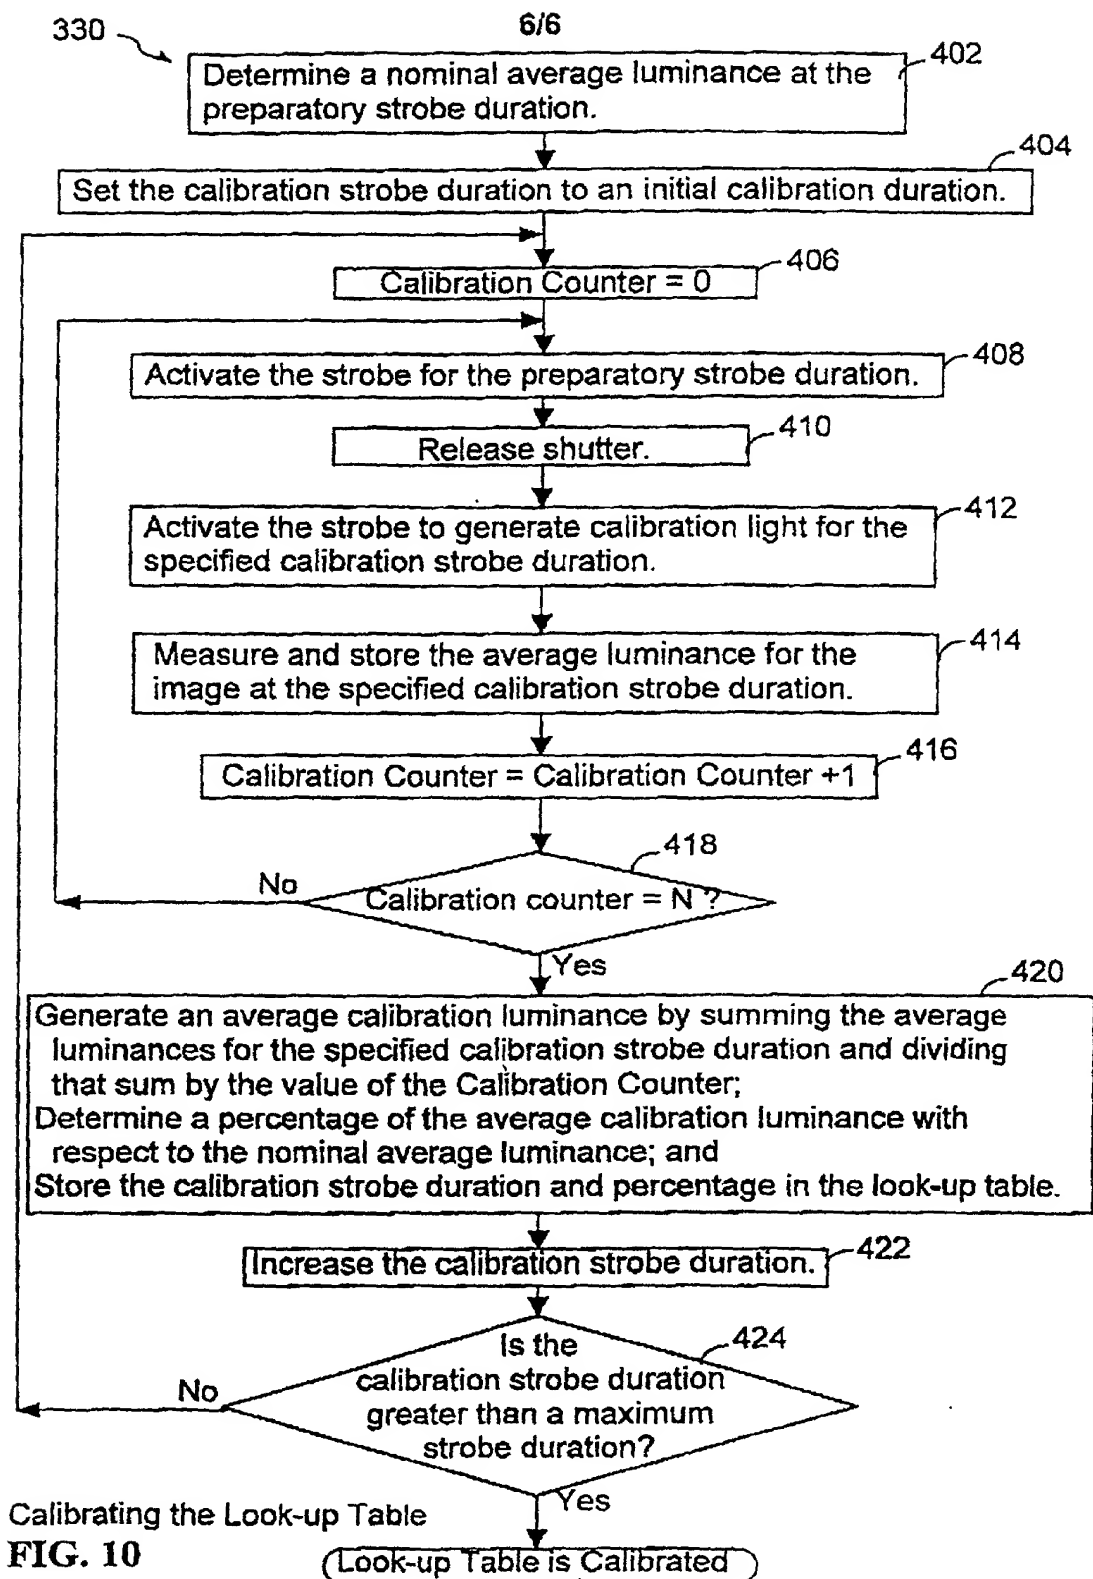 6/6
330
402
Determine a nominal average luminance at the
preparatory strobe duration.
404
Set the calibration strobe duration to an initial calibration duration.
406
Calibration Counter = 0
408
Activate the strobe for the preparatory strobe duration.
410
Release shutter.
412
Activate the strobe to generate calibration light for the
specified calibration strobe duration.
414
Measure and store the average luminance for the
image at the specified calibration strobe duration.
416
Calibration Counter = Calibration Counter +1
418
No
Calibration counter = N ?
Yes
420
Generate an average calibration luminance by summing the average
luminances for the specified calibration strobe duration and dividing
that sum by the value of the Calibration Counter;
Determine a percentage of the average calibration luminance with
respect to the nominal average luminance; and
Store the calibration strobe duration and percentage in the look-up table.
422
Increase the calibration strobe duration.
424
No
Is the
calibration strobe duration
greater than a maximum
strobe duration?
Yes
Calibrating the Look-up Table
FIG. 10
Look-up Table is Calibrated